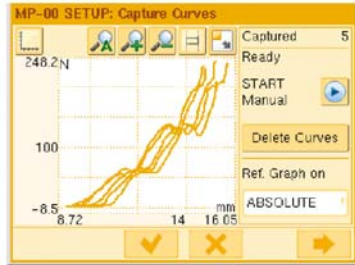 MP-00 SETUP: Capture Curves
Captured 5
Ready
START
Manual
Delete Curves
Ref. Graph on
ABSOLUTE
248.2 N
100
-8.5
mm
8.72 14 16.05